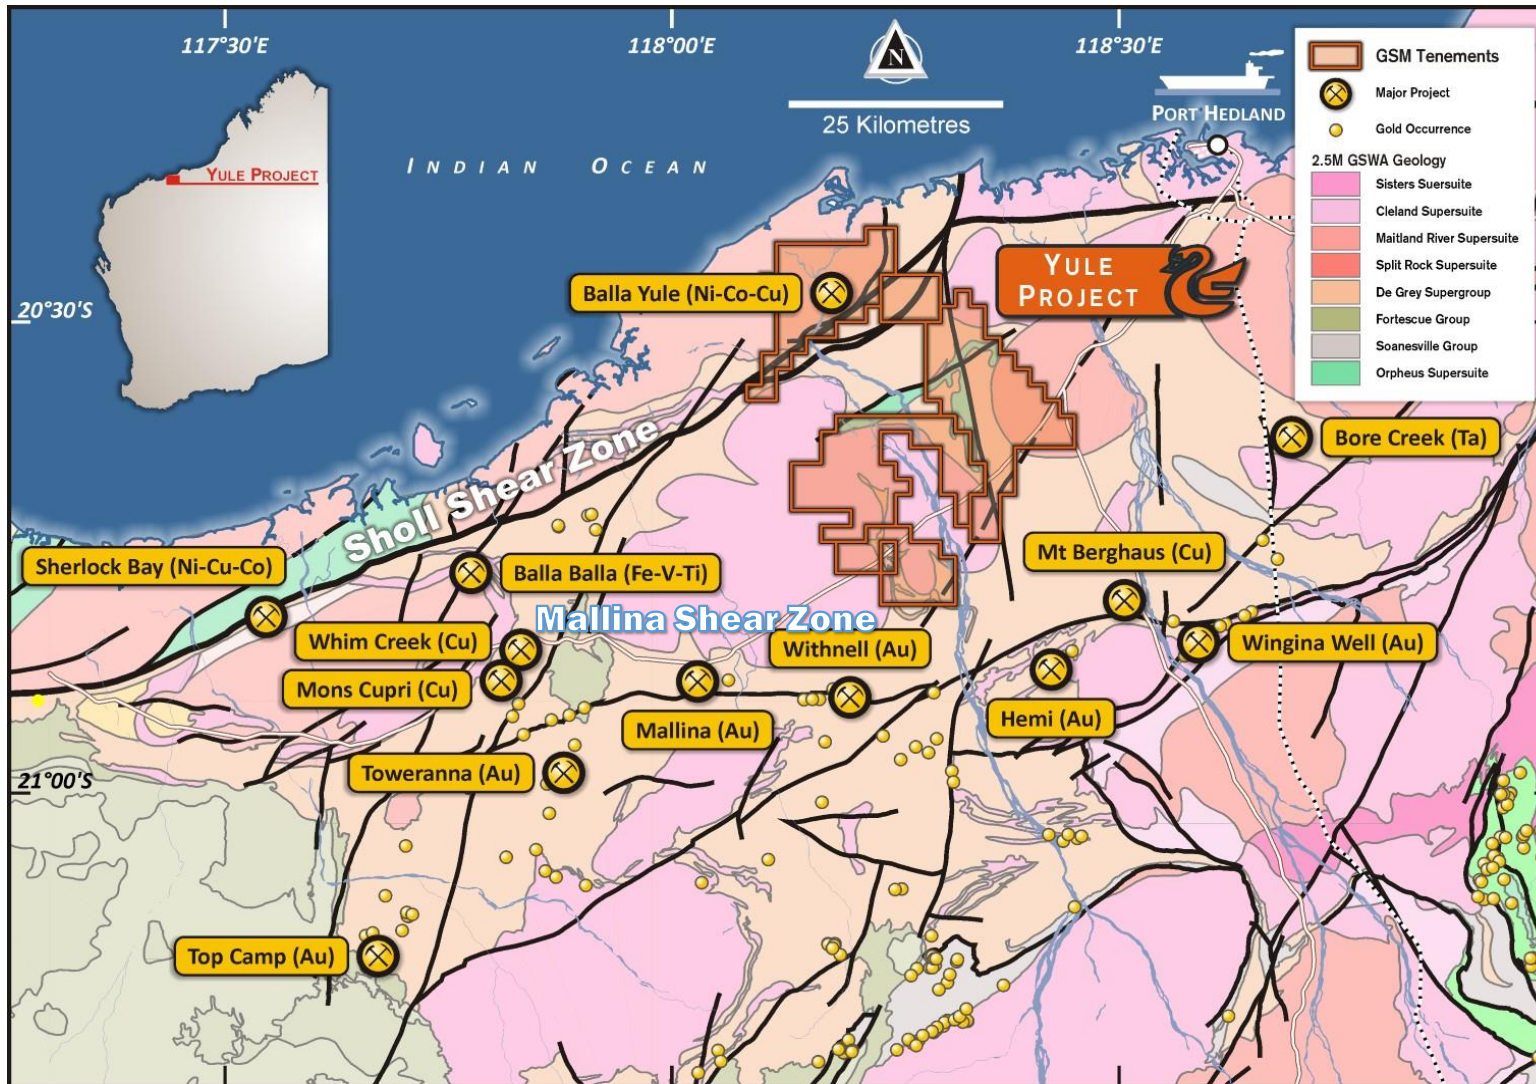 117°30'E
118°00'E
118°30'E
N
25 Kilometres
PORT HEDLAND
GSM Tenements
Major Project
Gold Occurrence
2.5M GSWA Geology
Sisters Suersuite
Cleland Supersuite
Maitland River Supersuite
Split Rock Supersuite
De Grey Supergroup
Fortescue Group
Soanesville Group
Orpheus Supersuite
YULE PROJECT
INDIAN OCEAN
YULE
PROJECT
Balla Yule (Ni-Co-Cu)
20°30'S
Bore Creek (Ta)
Sholl Shear Zone
Sherlock Bay (Ni-Cu-Co)
Balla Balla (Fe-V-Ti)
Mt Berghaus (Cu)
Mallina Shear Zone
Whim Creek (Cu)
Withnell (Au)
Wingina Well (Au)
Mons Cupri (Cu)
Mallina (Au)
Hemi (Au)
Toweranna (Au)
21°00'S
Top Camp (Au)